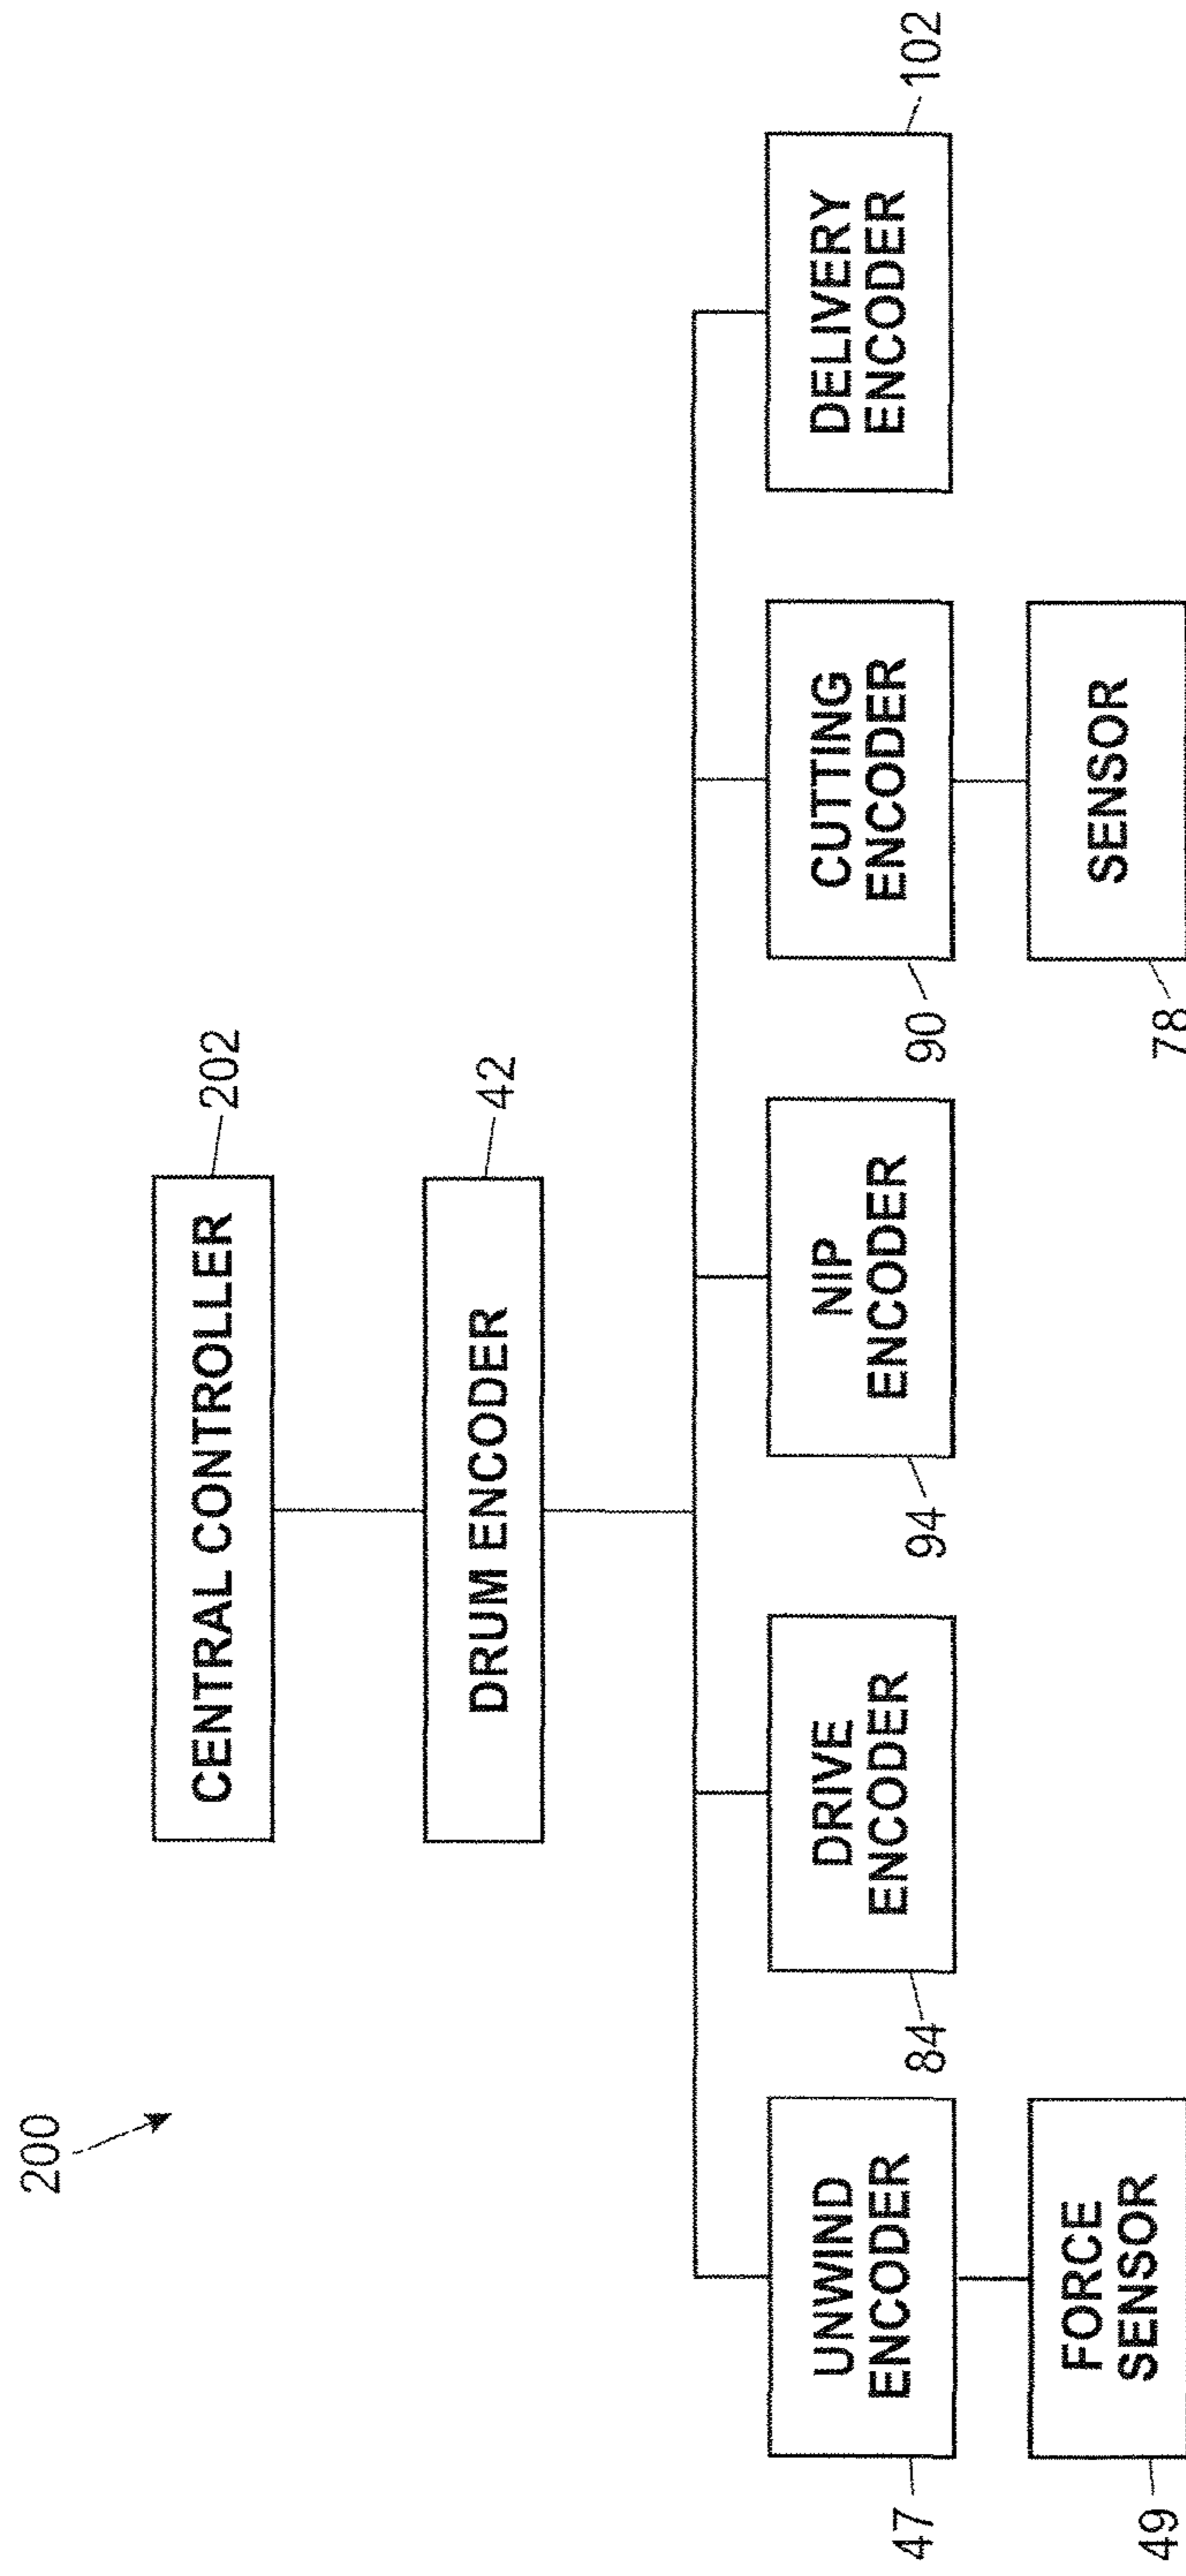 200
CENTRAL CONTROLLER
202
DRUM ENCODER
42
UNWIND
ENCODER
47
DRIVE
ENCODER
84
NIP
ENCODER
94
CUTTING
ENCODER
90
DELIVERY
ENCODER
102
FORCE
SENSOR
49
SENSOR
78